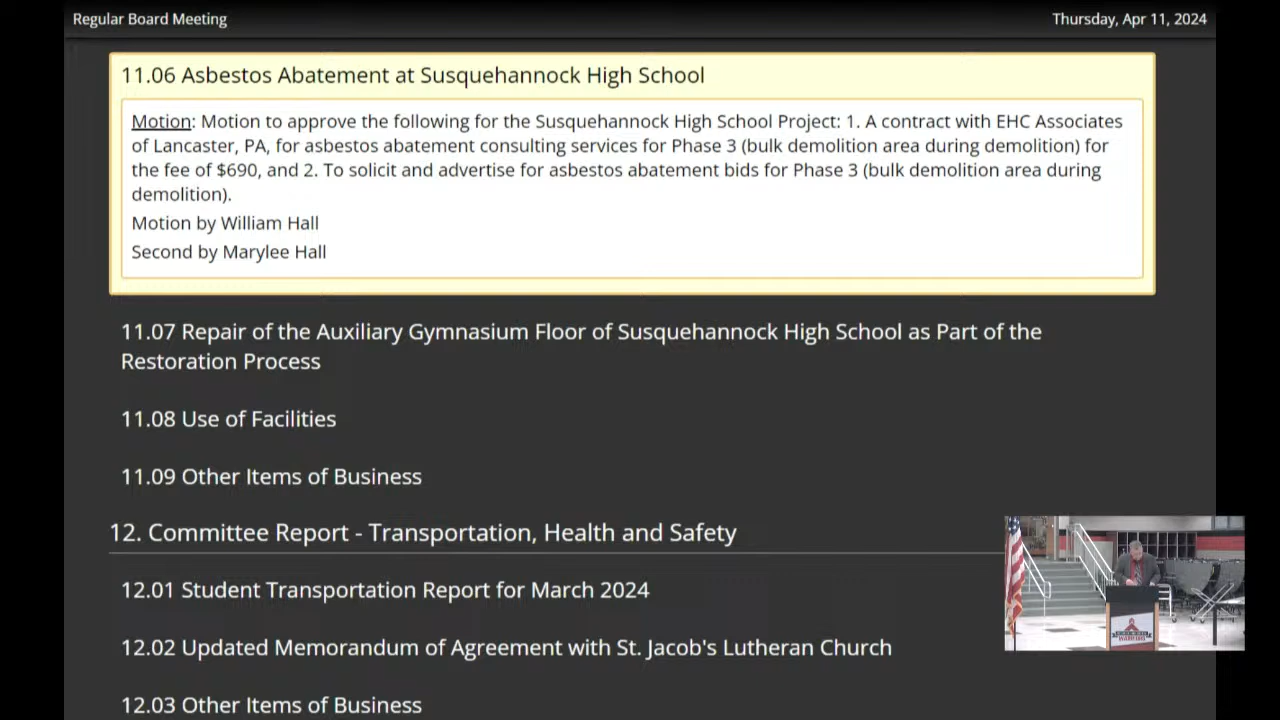 Regular Board Meeting
Thursday, Apr 11, 2024
11.06 Asbestos Abatement at Susquehannock High School
Motion: Motion to approve the following for the Susquehannock High School Project: 1. A contract with EHC Associates
of Lancaster, PA, for asbestos abatement consulting services for Phase 3 (bulk demolition area during demolition) for
the fee of $690, and 2. To solicit and advertise for asbestos abatement bids for Phase 3 (bulk demolition area during
demolition).
Motion by William Hall
Second by Marylee Hall
11.07 Repair of the Auxiliary Gymnasium Floor of Susquehannock High School as Part of the
Restoration Process
11.08 Use of Facilities
11.09 Other Items of Business
12. Committee Report - Transportation, Health and Safety
12.01 Student Transportation Report for March 2024
12.02 Updated Memorandum of Agreement with St. Jacob's Lutheran Church
12.03 Other Items of Business